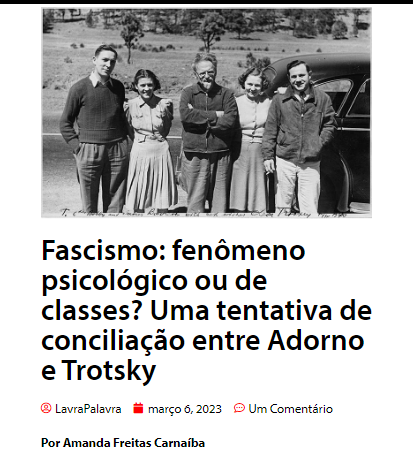 Fascismo: fenômeno
psicológico ou de
classes? Uma tentativa de
conciliação entre Adorno
e Trotsky
LavraPalavra março 6, 2023 Um Comentário
Por Amanda Freitas Carnaíba